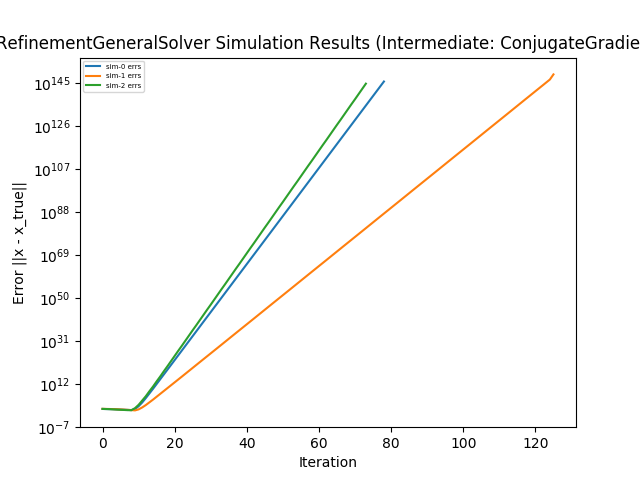 RefinementGeneralSolver Simulation Results (Intermediate: ConjugateGradie
sim-0 errs
sim-1 errs
sim-2 errs
Error ||x - x_true||
10^145
10^126
10^107
10^88
10^69
10^50
10^31
10^12
10^−7
0 20 40 60 80 100 120
Iteration